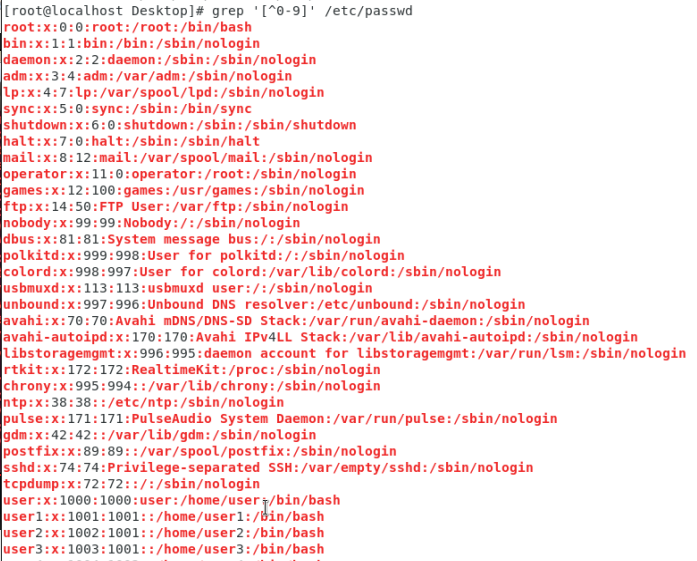 [root@localhost Desktop]# grep '[^0-9]' /etc/passwd
root:x:0:0:root:/root:/bin/bash
bin:x:1:1:bin:/bin:/sbin/nologin
daemon:x:2:2:daemon:/sbin:/sbin/nologin
adm:x:3:4:adm:/var/adm:/sbin/nologin
lp:x:4:7:lp:/var/spool/lpd:/sbin/nologin
sync:x:5:0:sync:/sbin:/bin/sync
shutdown:x:6:0:shutdown:/sbin:/sbin/shutdown
halt:x:7:0:halt:/sbin:/sbin/halt
mail:x:8:12:mail:/var/spool/mail:/sbin/nologin
operator:x:11:0:operator:/root:/sbin/nologin
games:x:12:100:games:/usr/games:/sbin/nologin
ftp:x:14:50:FTP User:/var/ftp:/sbin/nologin
nobody:x:99:99:Nobody:/:/sbin/nologin
dbus:x:81:81:System message bus:/:/sbin/nologin
polkitd:x:999:998:User for polkitd:/:/sbin/nologin
colord:x:998:997:User for colord:/var/lib/colord:/sbin/nologin
usbmuxd:x:113:113:usbmuxd user:/:/sbin/nologin
unbound:x:997:996:Unbound DNS resolver:/etc/unbound:/sbin/nologin
avahi:x:70:70:Avahi mDNS/DNS-SD Stack:/var/run/avahi-daemon:/sbin/nologin
avahi-autoipd:x:170:170:Avahi IPv4LL Stack:/var/lib/avahi-autoipd:/sbin/nologin
libstoragemgmt:x:996:995:daemon account for libstoragemgmt:/var/run/lsm:/sbin/nologin
rtkit:x:172:172:RealtimeKit:/proc:/sbin/nologin
chrony:x:995:994::/var/lib/chrony:/sbin/nologin
ntp:x:38:38::/etc/ntp:/sbin/nologin
pulse:x:171:171:PulseAudio System Daemon:/var/run/pulse:/sbin/nologin
gdm:x:42:42::/var/lib/gdm:/sbin/nologin
postfix:x:89:89::/var/spool/postfix:/sbin/nologin
sshd:x:74:74:Privilege-separated SSH:/var/empty/sshd:/sbin/nologin
tcpdump:x:72:72::/:/sbin/nologin
user:x:1000:1000:user:/home/user:/bin/bash
user1:x:1001:1001::/home/user1:/bin/bash
user2:x:1002:1001::/home/user2:/bin/bash
user3:x:1003:1001::/home/user3:/bin/bash